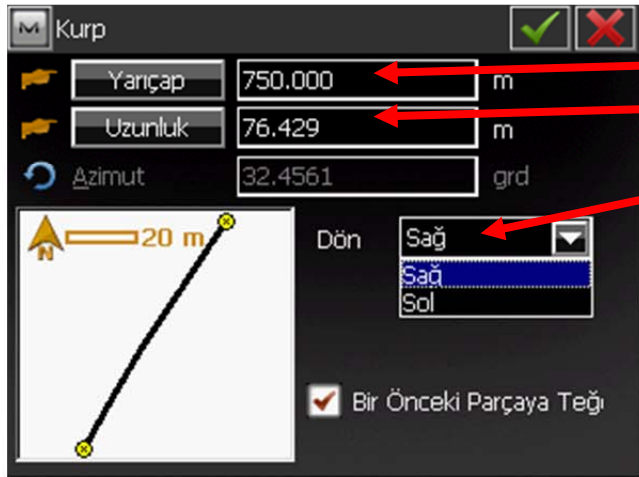 Kurp
Yarıçap 750.000 m
Uzunluk 76.429 m
Azimut 32.4561 grd
20 m
N
Dön Sağ
Sağ
Sol
Bir Önceki Parçaya Teğ